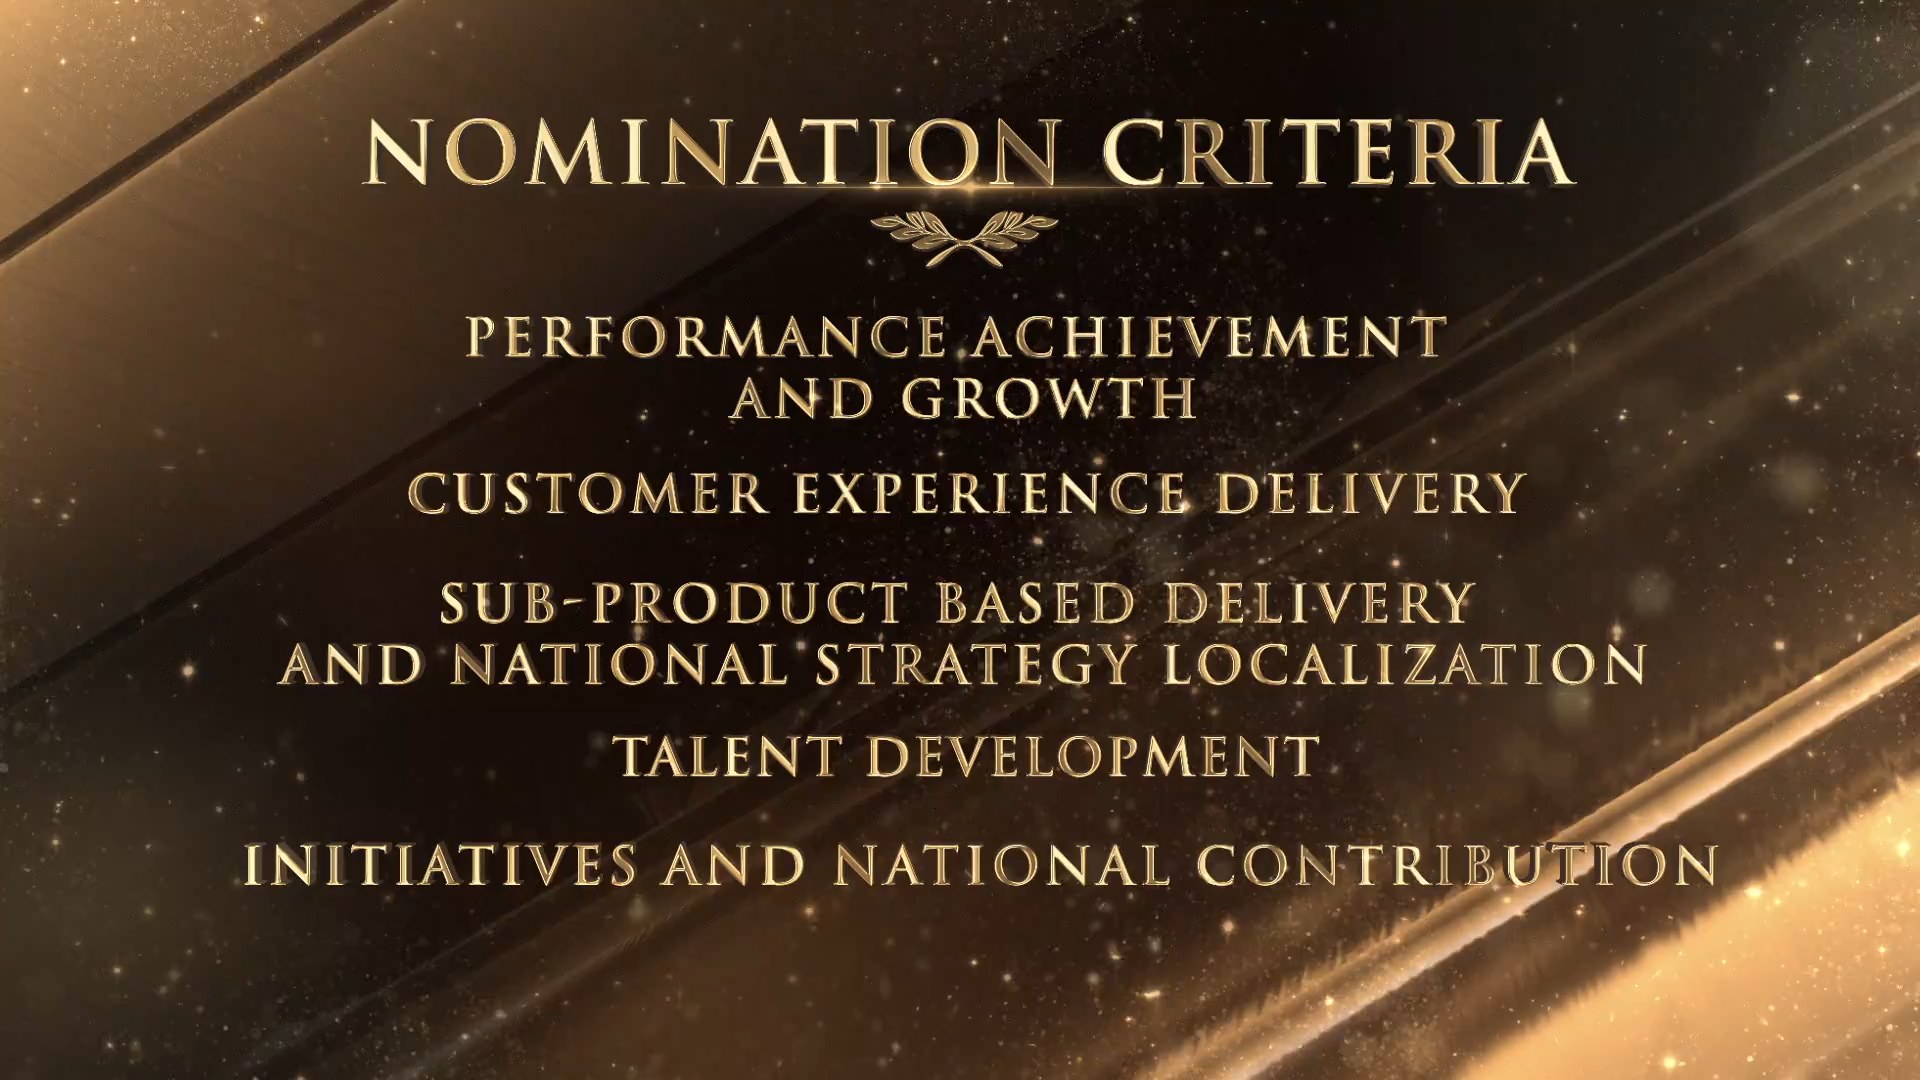 NOMINATION CRITERIA
PERFORMANCE ACHIEVEMENT
AND GROWTH
CUSTOMER EXPERIENCE DELIVERY
SUB-PRODUCT BASED DELIVERY
AND NATIONAL STRATEGY LOCALIZATION
TALENT DEVELOPMENT
INITIATIVES AND NATIONAL CONTRIBUTION